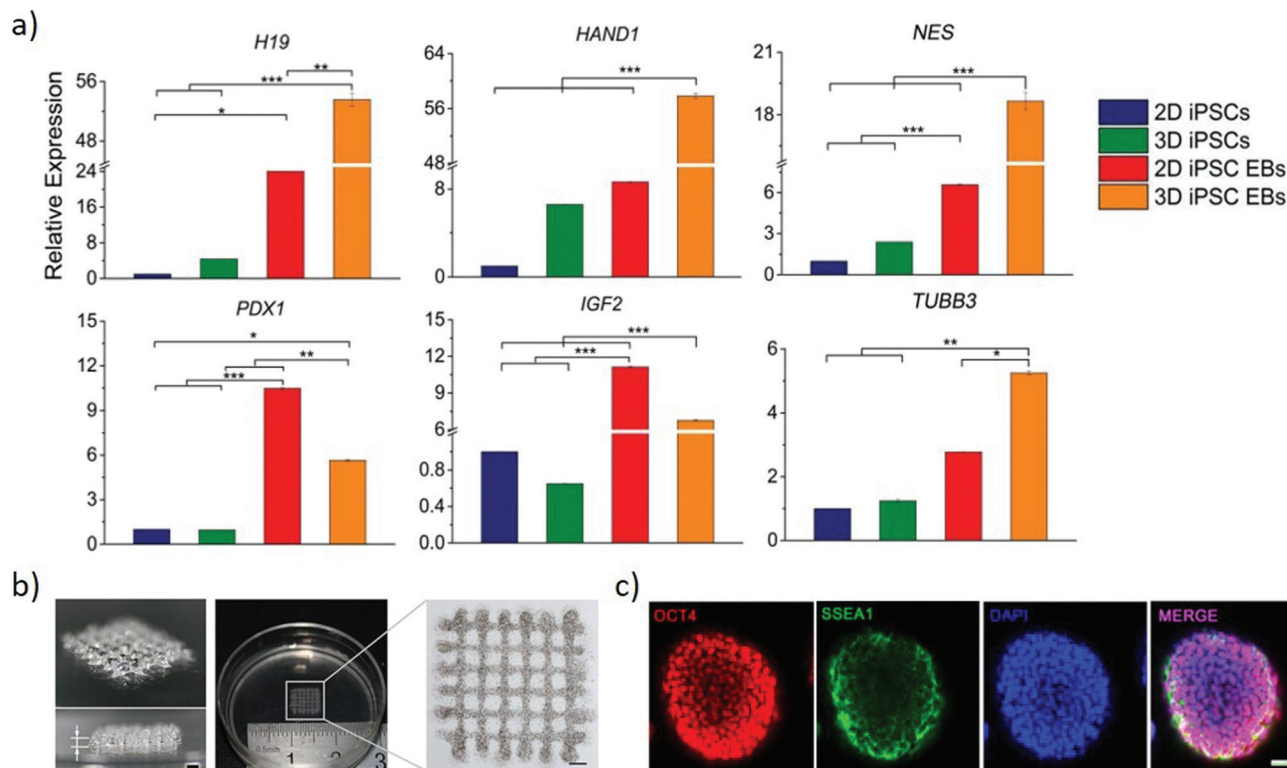 a)
H19
HAND1
NES
Relative Expression
56
48
24
16
8
0
***
**
*
64
56
48
8
0
***
21
18
15
6
3
0
***
***
2D iPSCs
3D iPSCs
2D iPSC EBs
3D iPSC EBs
PDX1
IGF2
TUBB3
15
12
9
6
3
0
*
**
***
15
12
9
6
0.8
0.4
0.0
***
***
6
4
2
0
**
*
b)
0.5mm
1
2
3
c)
OCT4
SSEA1
DAPI
MERGE